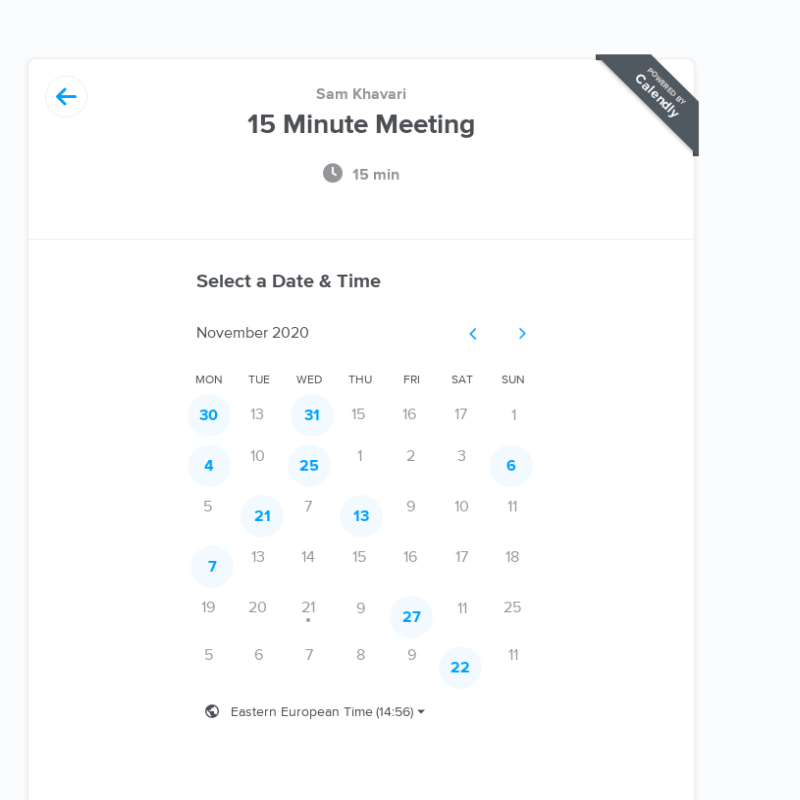 POWERED BY
Calendly
Sam Khavari
15 Minute Meeting
15 min
Select a Date & Time
November 2020
MON TUE WED THU FRI SAT SUN
30 13 31 15 16 17 1
4 10 25 1 2 3 6
5 21 7 13 9 10 11
7 13 14 15 16 17 18
19 20 21 9 27 11 25
5 6 7 8 9 22 11
Eastern European Time (14:56)